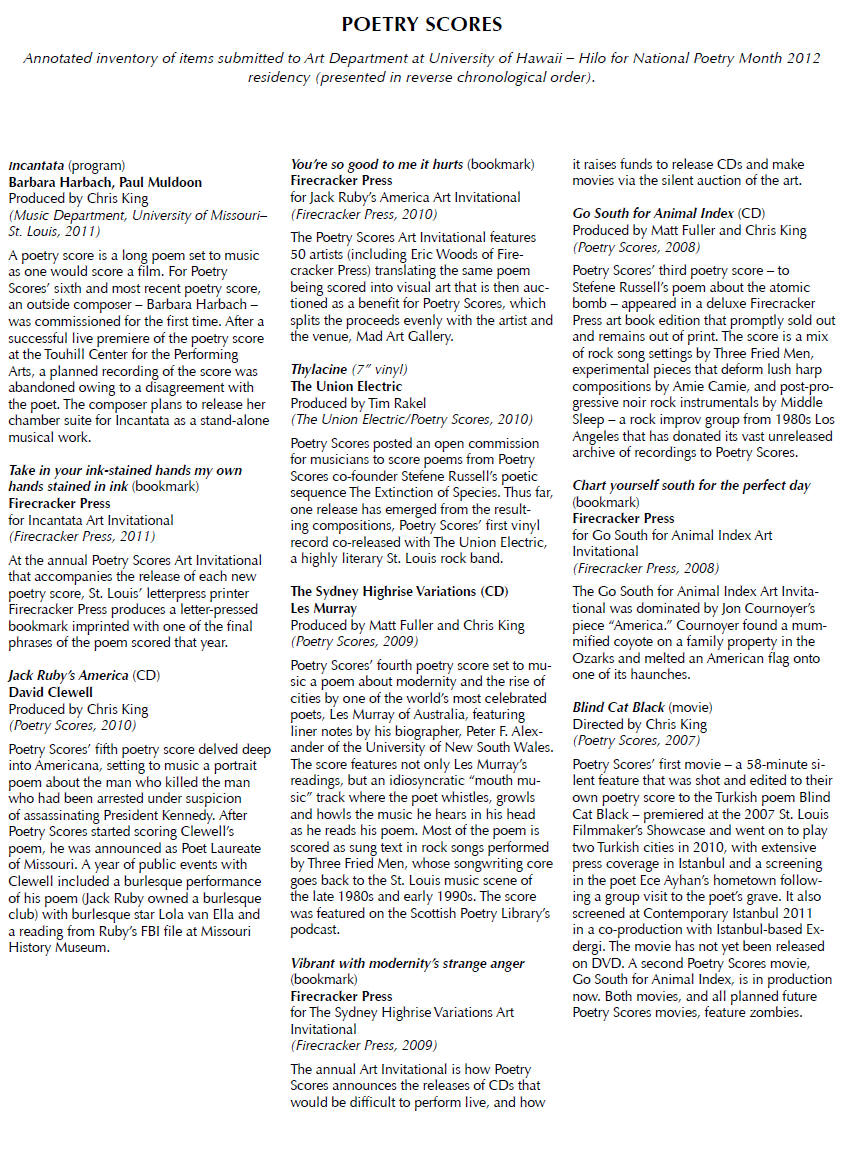 POETRY SCORES
Annotated inventory of items submitted to Art Department at University of Hawaii – Hilo for National Poetry Month 2012
residency (presented in reverse chronological order).
Incantata (program)
Barbara Harbach, Paul Muldoon
Produced by Chris King
(Music Department, University of Missouri–
St. Louis, 2011)
A poetry score is a long poem set to music
as one would score a film. For Poetry
Scores’ sixth and most recent poetry score,
an outside composer – Barbara Harbach –
was commissioned for the first time. After a
successful live premiere of the poetry score
at the Touhill Center for the Performing
Arts, a planned recording of the score was
abandoned owing to a disagreement with
the poet. The composer plans to release her
chamber suite for Incantata as a stand-alone
musical work.
Take in your ink-stained hands my own
hands stained in ink (bookmark)
Firecracker Press
for Incantata Art Invitational
(Firecracker Press, 2011)
At the annual Poetry Scores Art Invitational
that accompanies the release of each new
poetry score, St. Louis’ letterpress printer
Firecracker Press produces a letter-pressed
bookmark imprinted with one of the final
phrases of the poem scored that year.
Jack Ruby’s America (CD)
David Clewell
Produced by Chris King
(Poetry Scores, 2010)
Poetry Scores’ fifth poetry score delved deep
into Americana, setting to music a portrait
poem about the man who killed the man
who had been arrested under suspicion
of assassinating President Kennedy. After
Poetry Scores started scoring Clewell’s
poem, he was announced as Poet Laureate
of Missouri. A year of public events with
Clewell included a burlesque performance
of his poem (Jack Ruby owned a burlesque
club) with burlesque star Lola van Ella and
a reading from Ruby’s FBI file at Missouri
History Museum.
You’re so good to me it hurts (bookmark)
Firecracker Press
for Jack Ruby’s America Art Invitational
(Firecracker Press, 2010)
The Poetry Scores Art Invitational features
50 artists (including Eric Woods of Fire-
cracker Press) translating the same poem
being scored into visual art that is then auc-
tioned as a benefit for Poetry Scores, which
splits the proceeds evenly with the artist and
the venue, Mad Art Gallery.
Thylacine (7” vinyl)
The Union Electric
Produced by Tim Rakel
(The Union Electric/Poetry Scores, 2010)
Poetry Scores posted an open commission
for musicians to score poems from Poetry
Scores co-founder Stefene Russell’s poetic
sequence The Extinction of Species. Thus far,
one release has emerged from the result-
ing compositions, Poetry Scores’ first vinyl
record co-released with The Union Electric,
a highly literary St. Louis rock band.
The Sydney Highrise Variations (CD)
Les Murray
Produced by Matt Fuller and Chris King
(Poetry Scores, 2009)
Poetry Scores’ fourth poetry score set to mu-
sic a poem about modernity and the rise of
cities by one of the world’s most celebrated
poets, Les Murray of Australia, featuring
liner notes by his biographer, Peter F. Alex-
ander of the University of New South Wales.
The score features not only Les Murray’s
readings, but an idiosyncratic “mouth mu-
sic” track where the poet whistles, growls
and howls the music he hears in his head
as he reads his poem. Most of the poem is
scored as sung text in rock songs performed
by Three Fried Men, whose songwriting core
goes back to the St. Louis music scene of
the late 1980s and early 1990s. The score
was featured on the Scottish Poetry Library’s
podcast.
Vibrant with modernity’s strange anger
(bookmark)
Firecracker Press
for The Sydney Highrise Variations Art
Invitational
(Firecracker Press, 2009)
The annual Art Invitational is how Poetry
Scores announces the releases of CDs that
would be difficult to perform live, and how
it raises funds to release CDs and make
movies via the silent auction of the art.
Go South for Animal Index (CD)
Produced by Matt Fuller and Chris King
(Poetry Scores, 2008)
Poetry Scores’ third poetry score – to
Stefene Russell’s poem about the atomic
bomb – appeared in a deluxe Firecracker
Press art book edition that promptly sold out
and remains out of print. The score is a mix
of rock song settings by Three Fried Men,
experimental pieces that deform lush harp
compositions by Amie Camie, and post-pro-
gressive noir rock instrumentals by Middle
Sleep – a rock improv group from 1980s Los
Angeles that has donated its vast unreleased
archive of recordings to Poetry Scores.
Chart yourself south for the perfect day
(bookmark)
Firecracker Press
for Go South for Animal Index Art
Invitational
(Firecracker Press, 2008)
The Go South for Animal Index Art Invita-
tional was dominated by Jon Cournoyer’s
piece “America.” Cournoyer found a mum-
mified coyote on a family property in the
Ozarks and melted an American flag onto
one of its haunches.
Blind Cat Black (movie)
Directed by Chris King
(Poetry Scores, 2007)
Poetry Scores’ first movie – a 58-minute si-
lent feature that was shot and edited to their
own poetry score to the Turkish poem Blind
Cat Black – premiered at the 2007 St. Louis
Filmmaker’s Showcase and went on to play
two Turkish cities in 2010, with extensive
press coverage in Istanbul and a screening
in the poet Ece Ayhan’s hometown follow-
ing a group visit to the poet’s grave. It also
screened at Contemporary Istanbul 2011
in a co-production with Istanbul-based Ex-
dergi. The movie has not yet been released
on DVD. A second Poetry Scores movie,
Go South for Animal Index, is in production
now. Both movies, and all planned future
Poetry Scores movies, feature zombies.